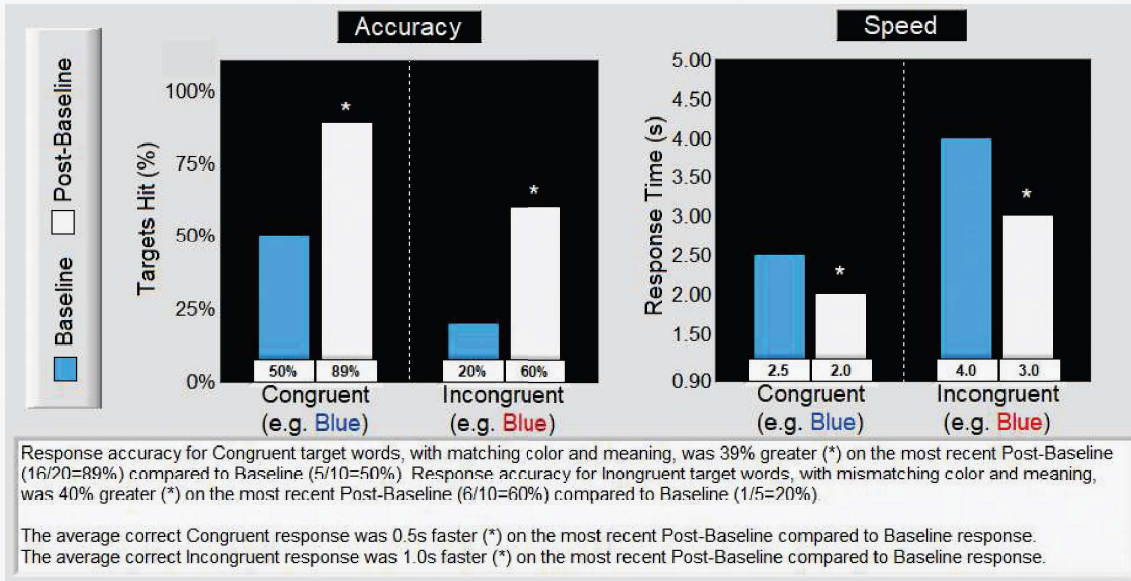 Accuracy
Speed
Baseline
Post-Baseline
Targets Hit (%)
100%
75%
50%
25%
0%
*
*
50%
89%
20%
60%
Congruent
(e.g. Blue)
Incongruent
(e.g. Blue)
Response Time (s)
5.00
4.50
4.00
3.50
3.00
2.50
2.00
1.50
0.90
*
*
2.5
2.0
4.0
3.0
Congruent
(e.g. Blue)
Incongruent
(e.g. Blue)
Response accuracy for Congruent target words, with matching color and meaning, was 39% greater (*) on the most recent Post-Baseline
(16/20=89%) compared to Baseline (5/10=50%). Response accuracy for Inongruent target words, with mismatching color and meaning,
was 40% greater (*) on the most recent Post-Baseline (6/10=60%) compared to Baseline (1/5=20%).
The average correct Congruent response was 0.5s faster (*) on the most recent Post-Baseline compared to Baseline response.
The average correct Incongruent response was 1.0s faster (*) on the most recent Post-Baseline compared to Baseline response.